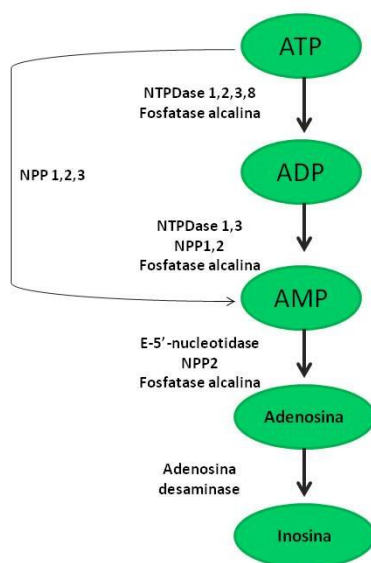 ATP
NTPDase 1,2,3,8
Fosfatase alcalina
NPP 1,2,3
ADP
NTPDase 1,3
NPP1,2
Fosfatase alcalina
AMP
E-5′-nucleotidase
NPP2
Fosfatase alcalina
Adenosina
Adenosina
desaminase
Inosina